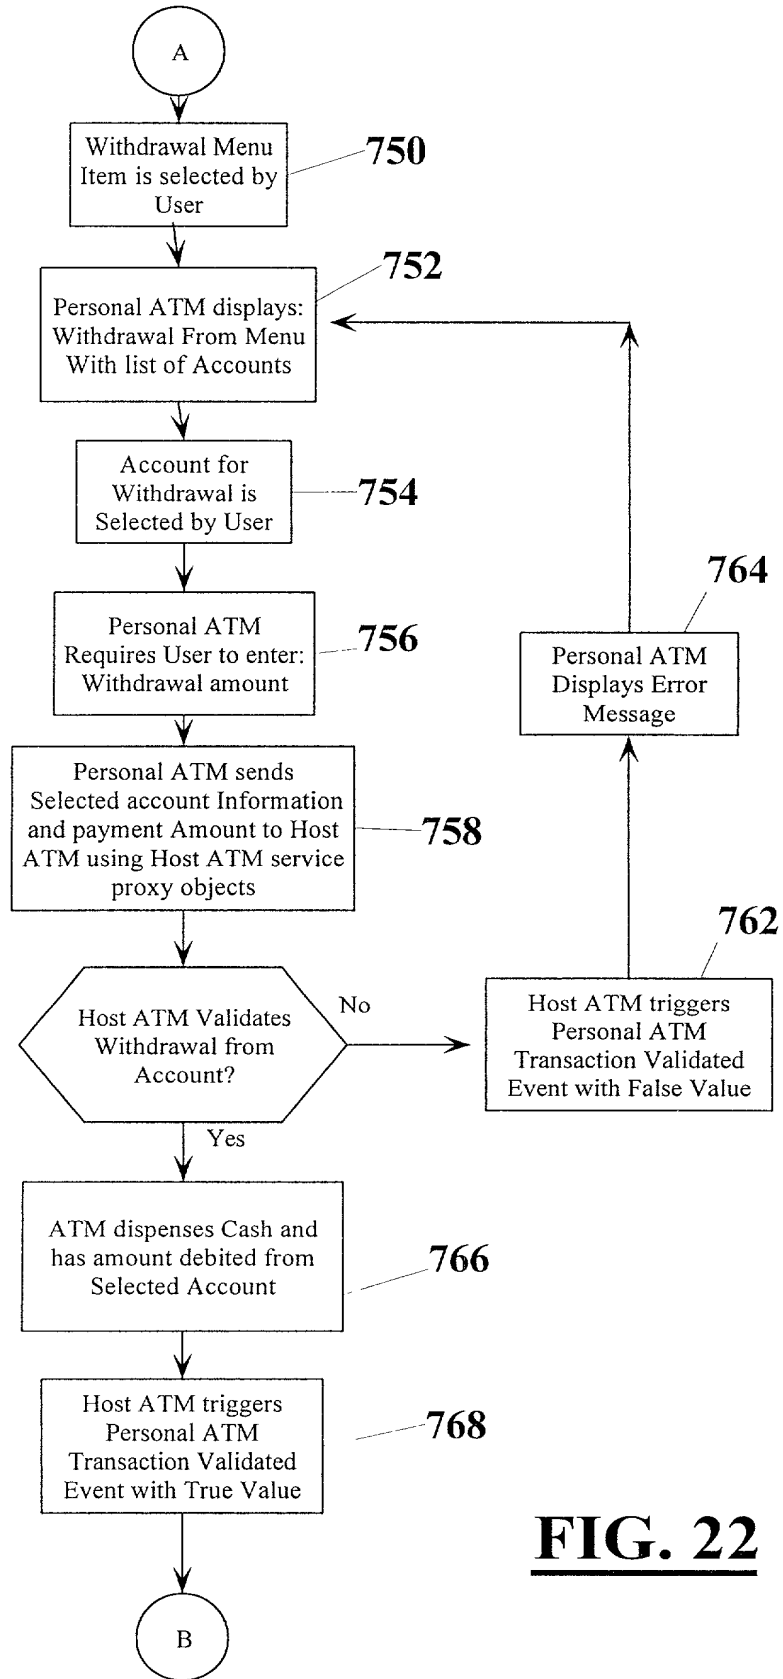 A
Withdrawal Menu
Item is selected by
User
750
Personal ATM displays:
Withdrawal From Menu
With list of Accounts
752
Account for
Withdrawal is
Selected by User
754
Personal ATM
Requires User to enter:
Withdrawal amount
756
Personal ATM sends
Selected account Information
and payment Amount to Host
ATM using Host ATM service
proxy objects
758
Host ATM Validates
Withdrawal from
Account?
No
Yes
762
Host ATM triggers
Personal ATM
Transaction Validated
Event with False Value
764
Personal ATM
Displays Error
Message
ATM dispenses Cash and
has amount debited from
Selected Account
766
Host ATM triggers
Personal ATM
Transaction Validated
Event with True Value
768
B
FIG. 22